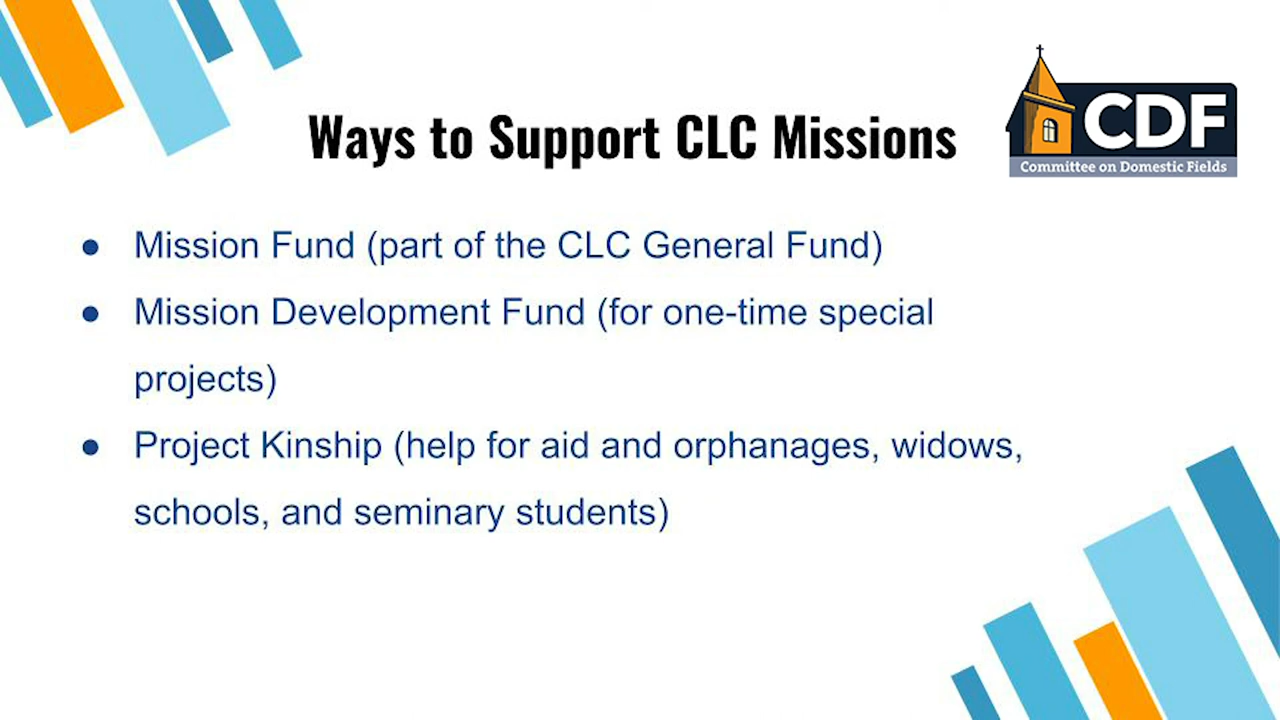 Ways to Support CLC Missions
CDF
Committee on Domestic Fields
● Mission Fund (part of the CLC General Fund)
● Mission Development Fund (for one-time special
projects)
● Project Kinship (help for aid and orphanages, widows,
schools, and seminary students)